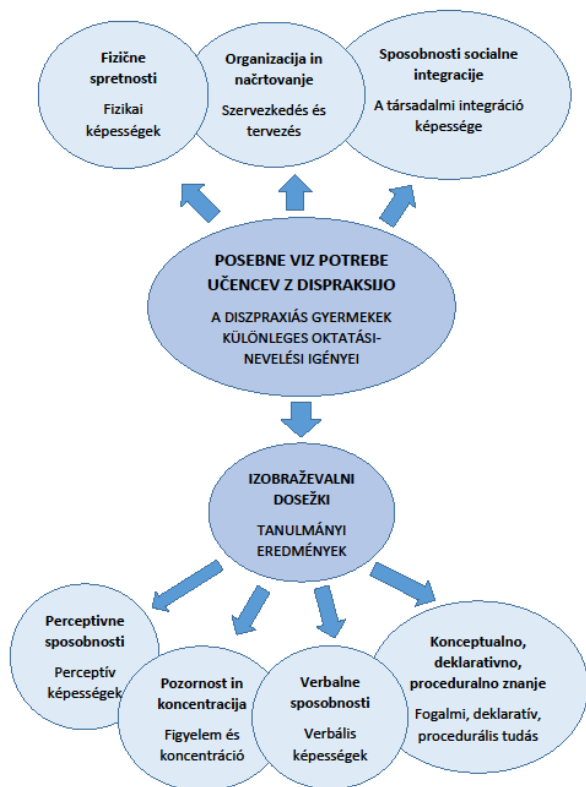 Fizične
spretnosti
Fizikai
képességek
Organizacija in
načrtovanje
Szervezkedés és
tervezés
Sposobnosti socialne
integracije
A társadalmi integráció
képessége
POSEBNE VIZ POTREBE
UČENCEV Z DISPRAKSIJO
A DISZPRAXIÁS GYERMEKEK
KÜLÖNLEGES OKTATÁSI-
NEVELÉSI IGÉNYEI
IZOBRAŽEVALNI
DOSEŽKI
TANULMÁNYI
EREDMÉNYEK
Perceptivne
sposobnosti
Perceptív
képességek
Pozornost in
koncentracija
Figyelem és
koncentráció
Verbalne
sposobnosti
Verbális
képességek
Konceptualno,
deklarativno,
proceduralno znanje
Fogalmi, deklaratív,
procedurális tudás